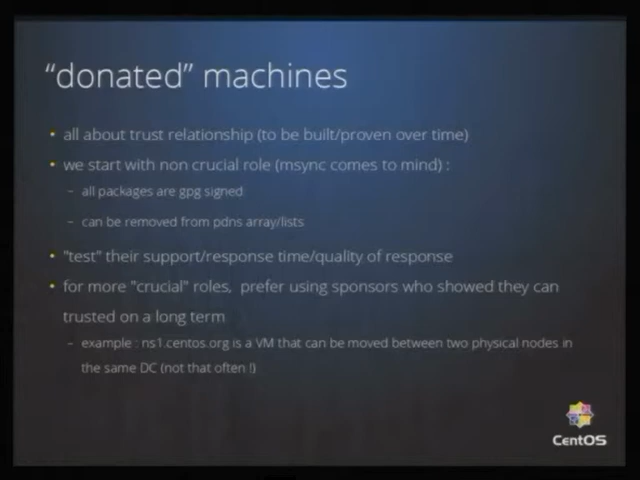 “donated” machines
• all about trust relationship (to be built/proven over time)
• we start with non crucial role (msync comes to mind) :
– all packages are gpg signed
– can be removed from pdns array/lists
• "test" their support/response time/quality of response
• for more "crucial" roles, prefer using sponsors who showed they can
trusted on a long term
– example : ns1.centos.org is a VM that can be moved between two physical nodes in
the same DC (not that often !)
CentOS